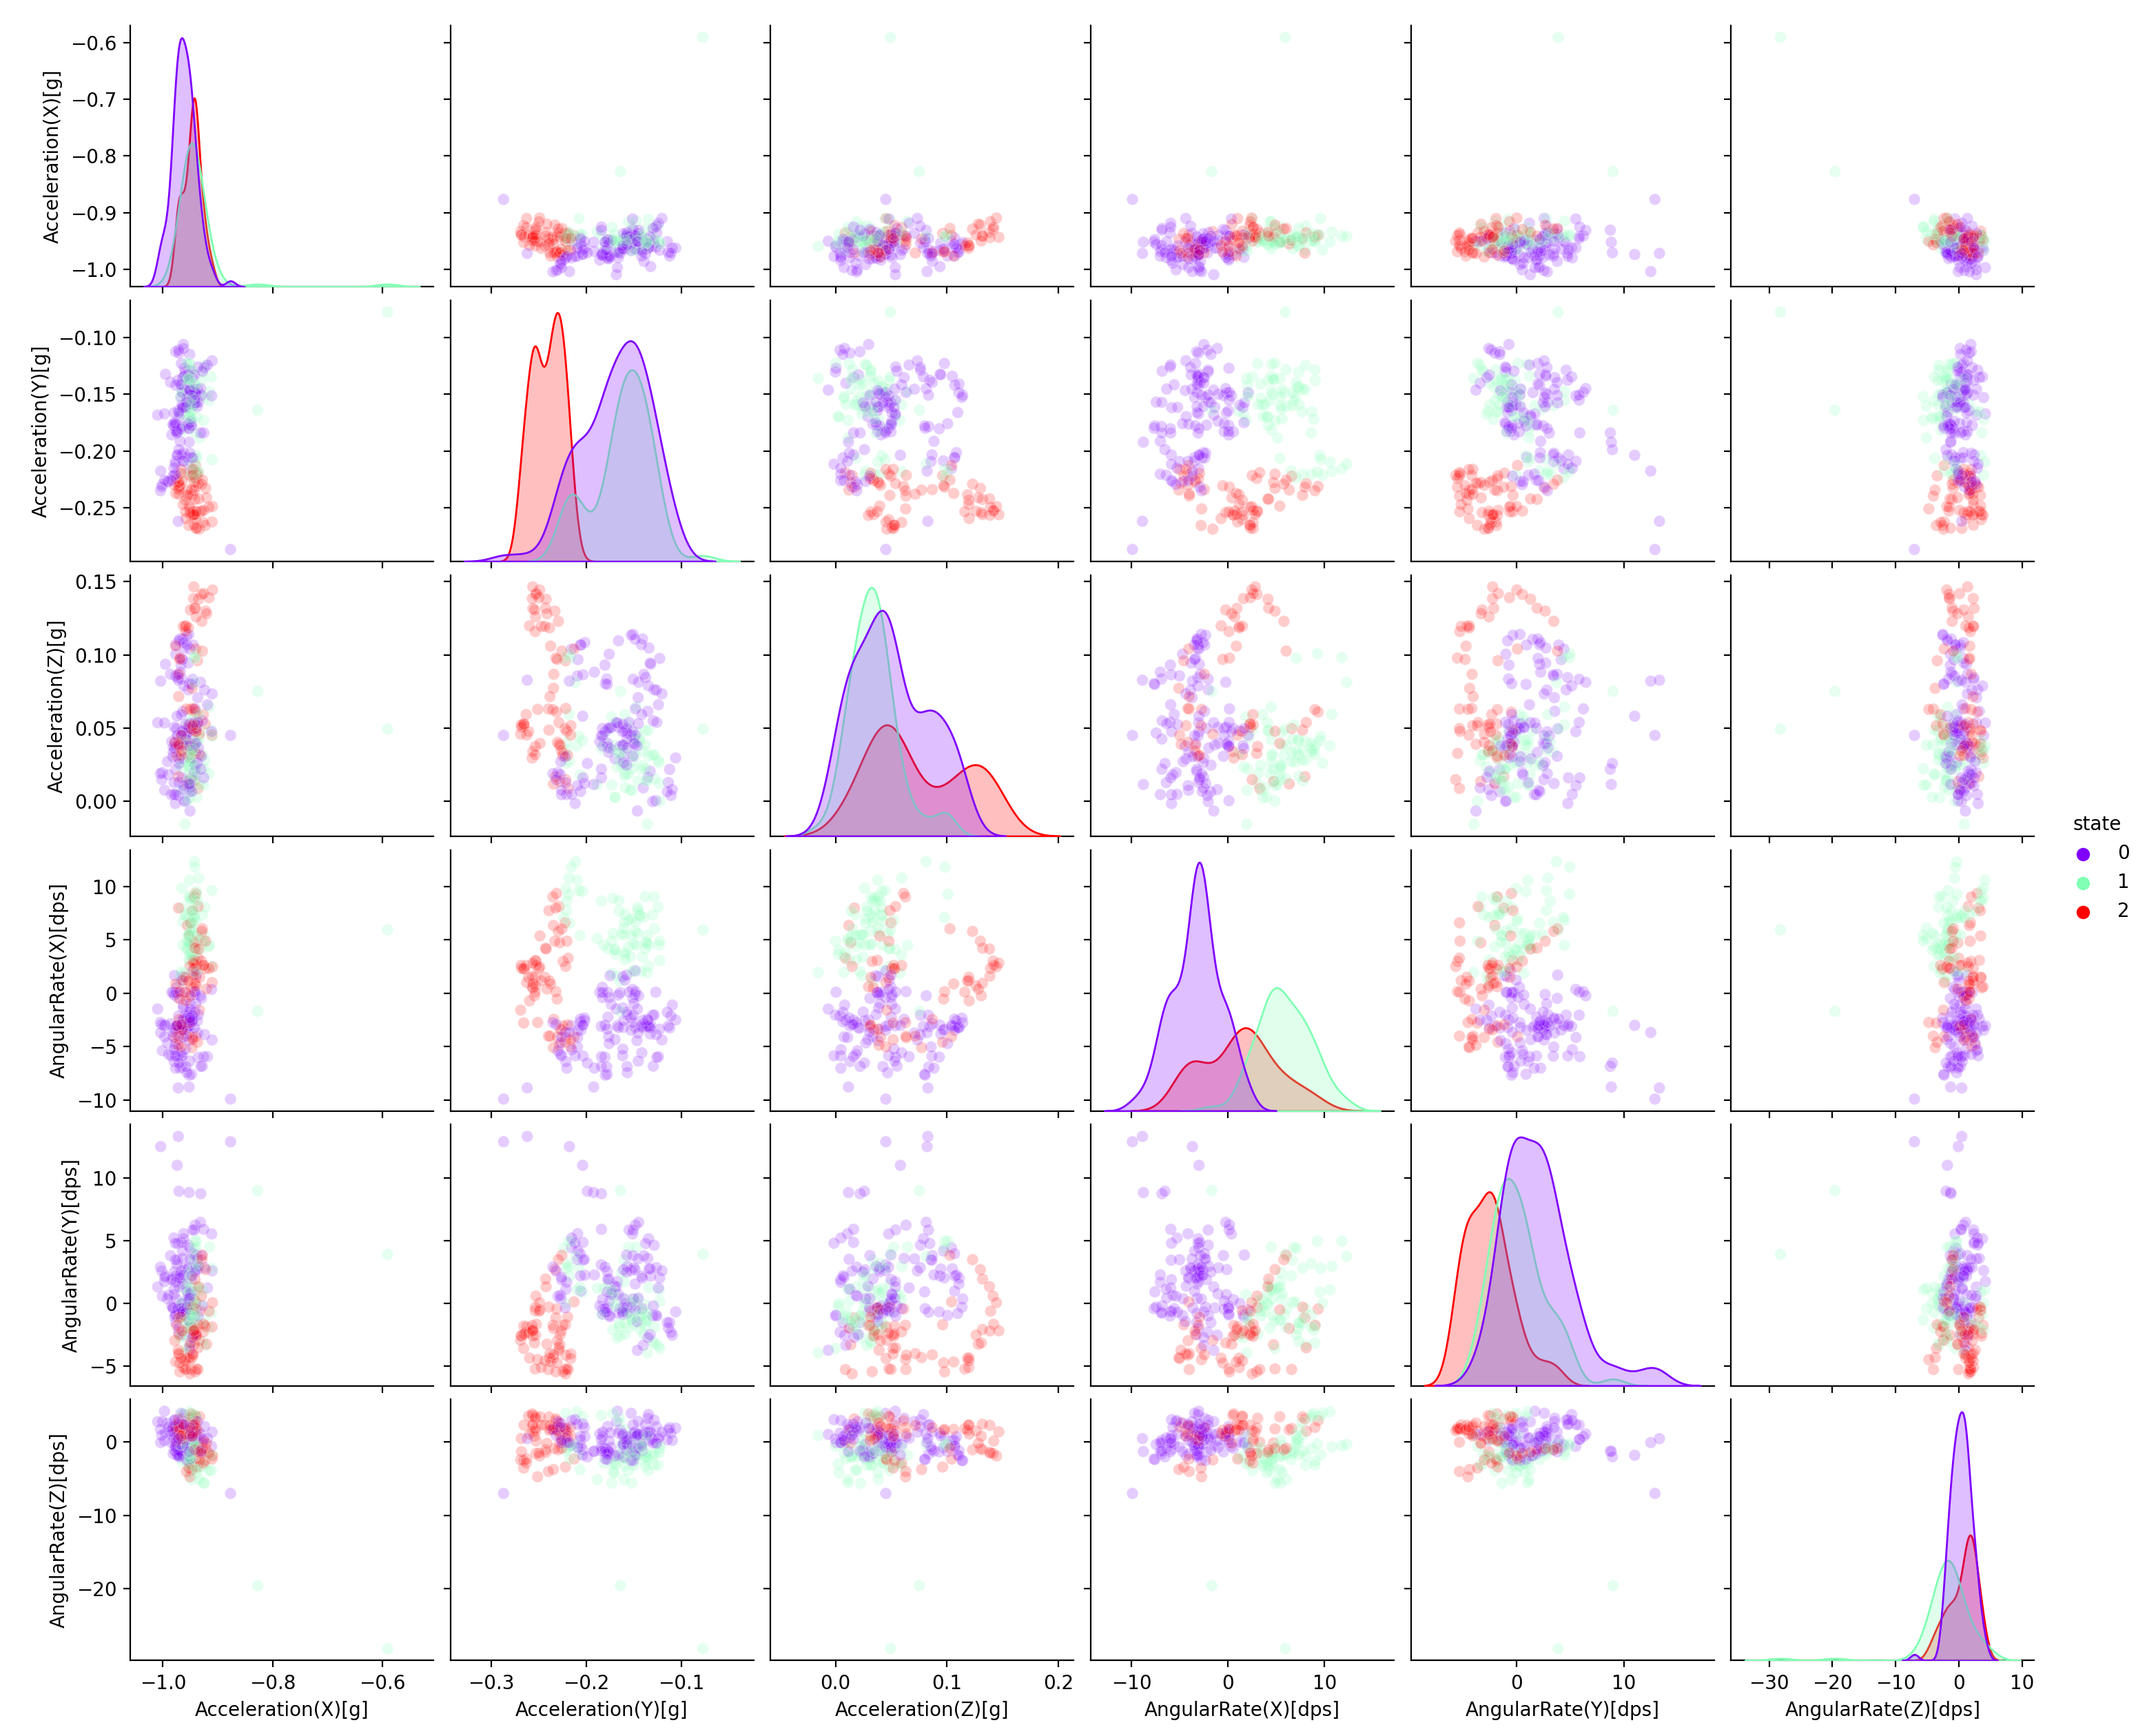 Acceleration(X)[g]
−0.6
−0.7
−0.8
−0.9
−1.0
Acceleration(Y)[g]
−0.10
−0.15
−0.20
−0.25
Acceleration(Z)[g]
0.15
0.10
0.05
0.00
AngularRate(X)[dps]
10
5
0
−5
−10
AngularRate(Y)[dps]
10
5
0
−5
AngularRate(Z)[dps]
0
−10
−20
−1.0 −0.8 −0.6
Acceleration(X)[g]
−0.3 −0.2 −0.1
Acceleration(Y)[g]
0.0 0.1 0.2
Acceleration(Z)[g]
−10 0 10
AngularRate(X)[dps]
0 10
AngularRate(Y)[dps]
−30 −20 −10 0 10
AngularRate(Z)[dps]
state
0
1
2